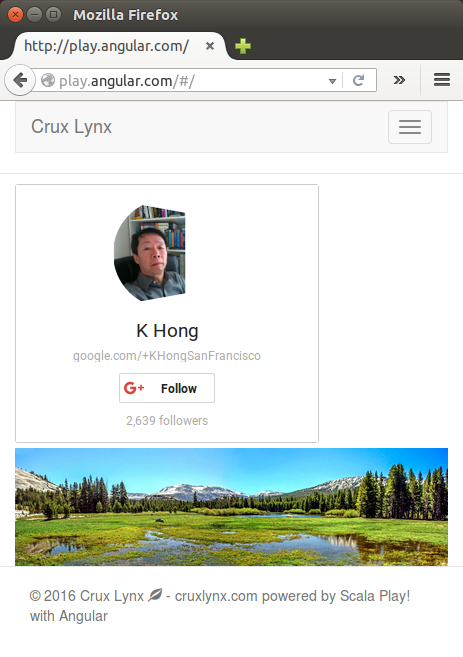 Mozilla Firefox
http://play.angular.com/
play.angular.com/#/
Crux Lynx
K Hong
google.com/+KHongSanFrancisco
G+ Follow
2,639 followers
© 2016 Crux Lynx - cruxlynx.com powered by Scala Play!
with Angular